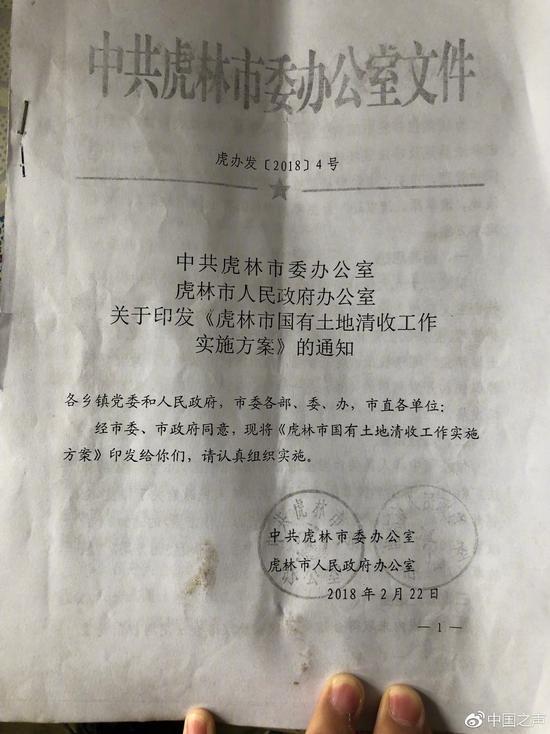 中共虎林市委办公室文件
虎办发〔2018〕4号
中共虎林市委办公室
虎林市人民政府办公室
关于印发《虎林市国有土地清收工作
实施方案》的通知
各乡镇党委和人民政府，市委各部、委、办，市直各单位：
经市委、市政府同意，现将《虎林市国有土地清收工作实施
方案》印发给你们，请认真组织实施。
中共虎林市委办公室
虎林市人民政府办公室
2018年2月22日
— 1 —
中国之声